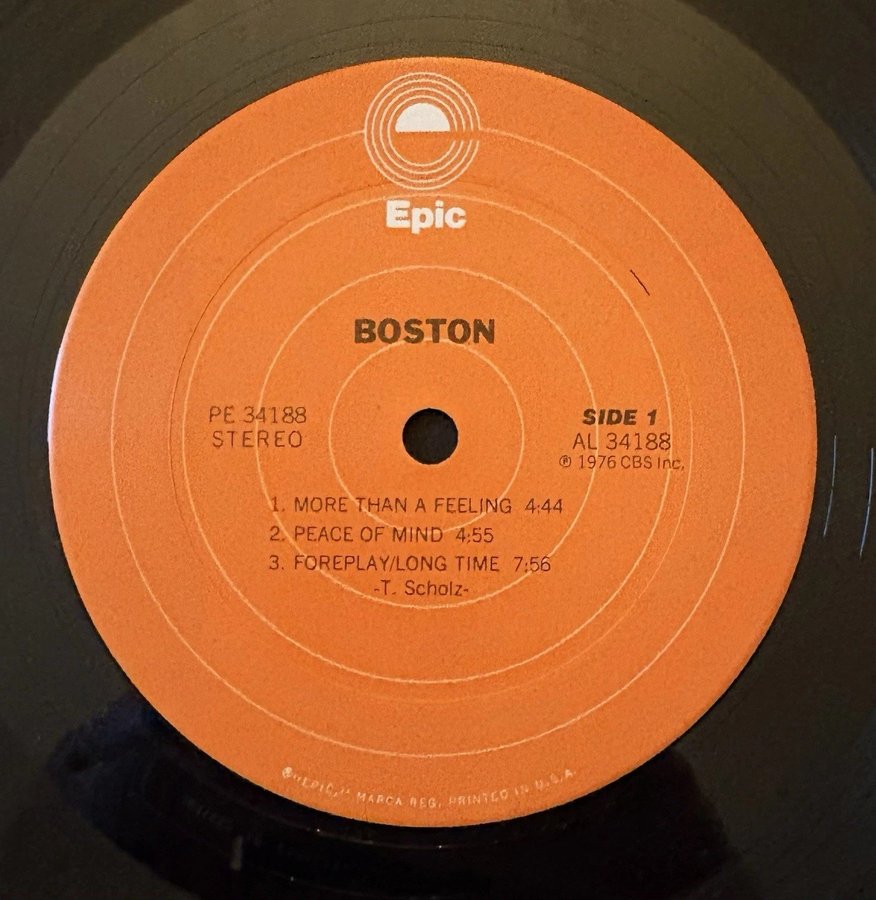 Epic
BOSTON
PE 34188
STEREO
SIDE 1
AL 34188
℗ 1976 CBS Inc.
1. MORE THAN A FEELING 4:44
2. PEACE OF MIND 4:55
3. FOREPLAY/LONG TIME 7:56
-T. Scholz-
® "EPIC," MARCA REG. PRINTED IN U.S.A.